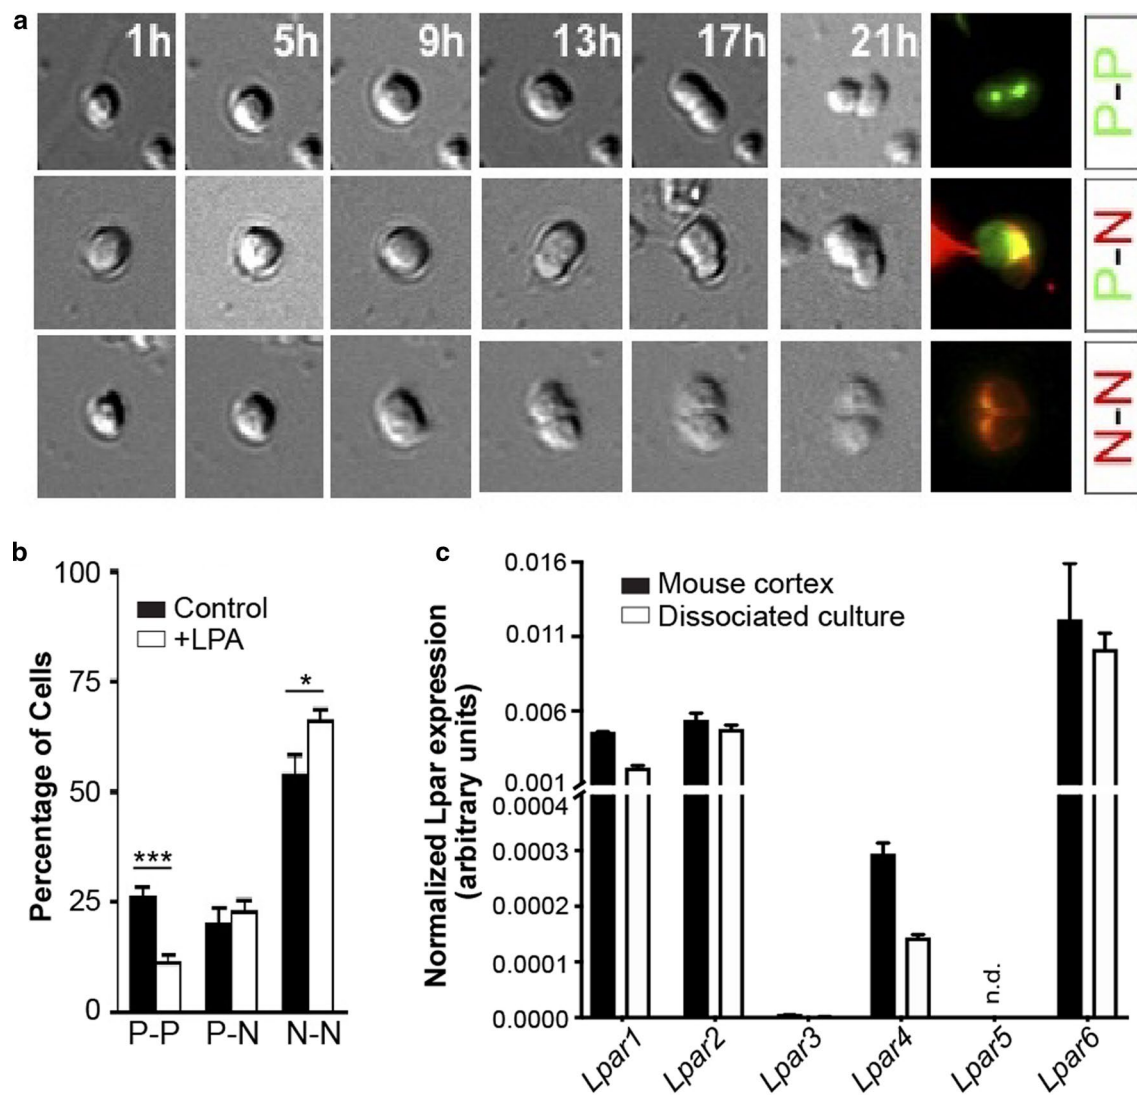 a
1h 5h 9h 13h 17h 21h
P-P
P-N
N-N
b
100
75
50
25
0
Percentage of Cells
Control
+LPA
***
*
P-P P-N N-N
c
0.016
0.011
0.006
0.001
0.0004
0.0003
0.0002
0.0001
0.0000
Normalized Lpar expression
(arbitrary units)
Mouse cortex
Dissociated culture
n.d.
Lpar1 Lpar2 Lpar3 Lpar4 Lpar5 Lpar6